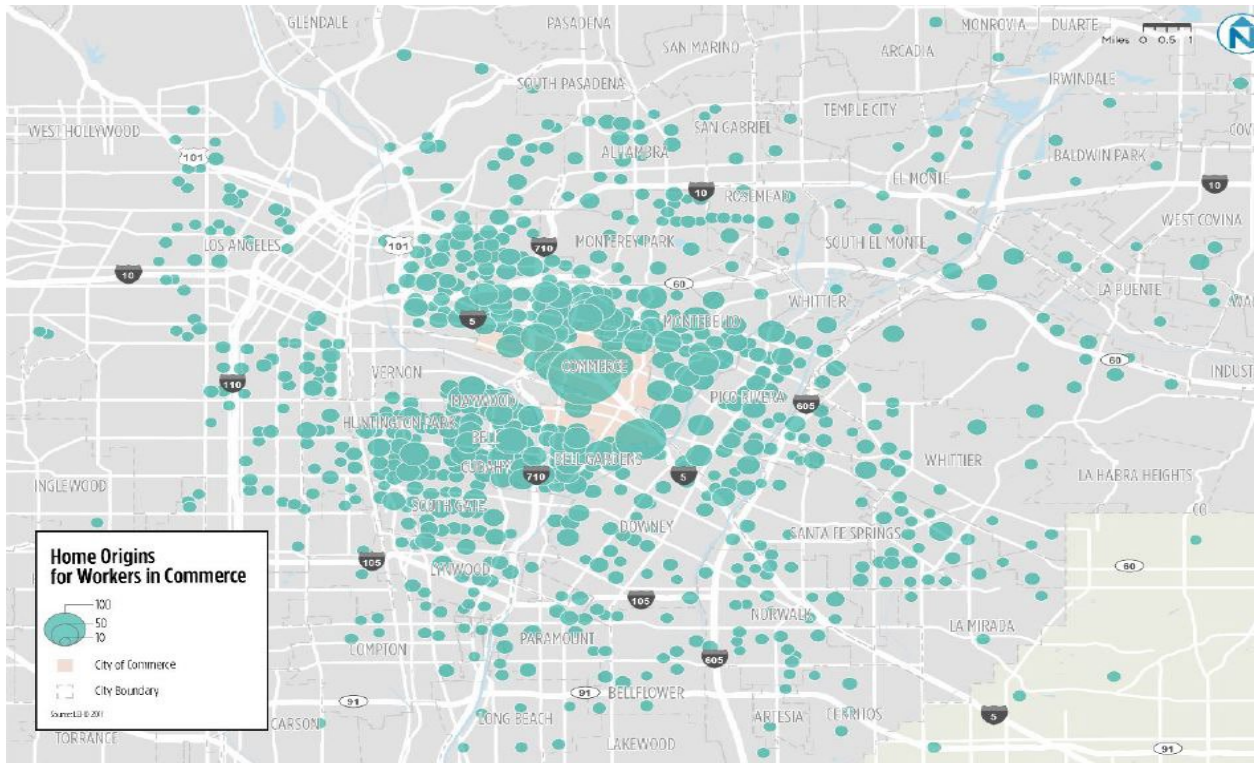 GLENDALE
PASADENA
MONROVIA
DUARTE
SAN MARINO
ARCADIA
Miles 0 0.5 1
N
SOUTH PASADENA
IRWINDALE
TEMPLE CITY
WEST HOLLYWOOD
SAN GABRIEL
101
ALHAMBRA
BALDWIN PARK
EL MONTE
10
ROSEMEAD
10
WEST COVINA
LOS ANGELES
101
710
MONTEREY PARK
SOUTH EL MONTE
10
60
WHITTIER
LA PUENTE
5
MONTEBELLO
COMMERCE
60
VERNON
INDUST
110
MAYWOOD
PICO RIVERA
605
HUNTINGTON PARK
BELL
BELL GARDENS
WHITTIER
CUDAHY
710
5
LA HABRA HEIGHTS
INGLEWOOD
SOUTH GATE
DOWNEY
SANTA FE SPRINGS
Home Origins
for Workers in Commerce
100
50
10
City of Commerce
City Boundary
105
LYNWOOD
60
105
NORWALK
LA MIRADA
PARAMOUNT
COMPTON
605
91
91
BELLFLOWER
5
CARSON
LONG BEACH
ARTESIA
CERRITOS
TORRANCE
LAKEWOOD
91